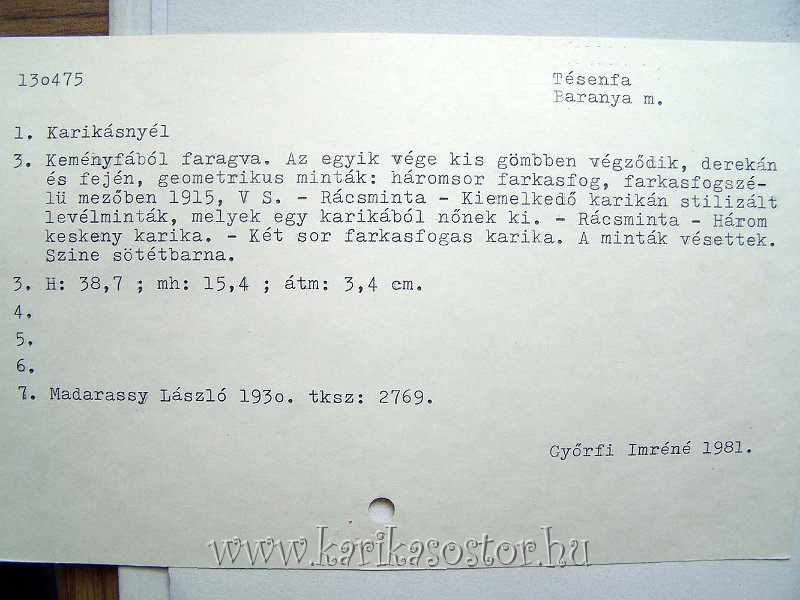 13o475
Tésenfa
Baranya m.
1. Karikásnyél
3. Keményfából faragva. Az egyik vége kis gömbben végződik, derekán
és fején, geometrikus minták: háromsor farkasfog, farkasfogszé-
lü mezőben 1915, V S. - Rácsminta - Kiemelkedő karikán stilizált
levélminták, melyek egy karikából nőnek ki. - Rácsminta - Három
keskeny karika. - Két sor farkasfogas karika. A minták vésettek.
Szine sötétbarna.
3. H: 38,7 ; mh: 15,4 ; átm: 3,4 cm.
4.
5.
6.
7. Madarassy László 193o. tksz: 2769.
Győrfi Imréné 1981.
www.karikasostor.hu